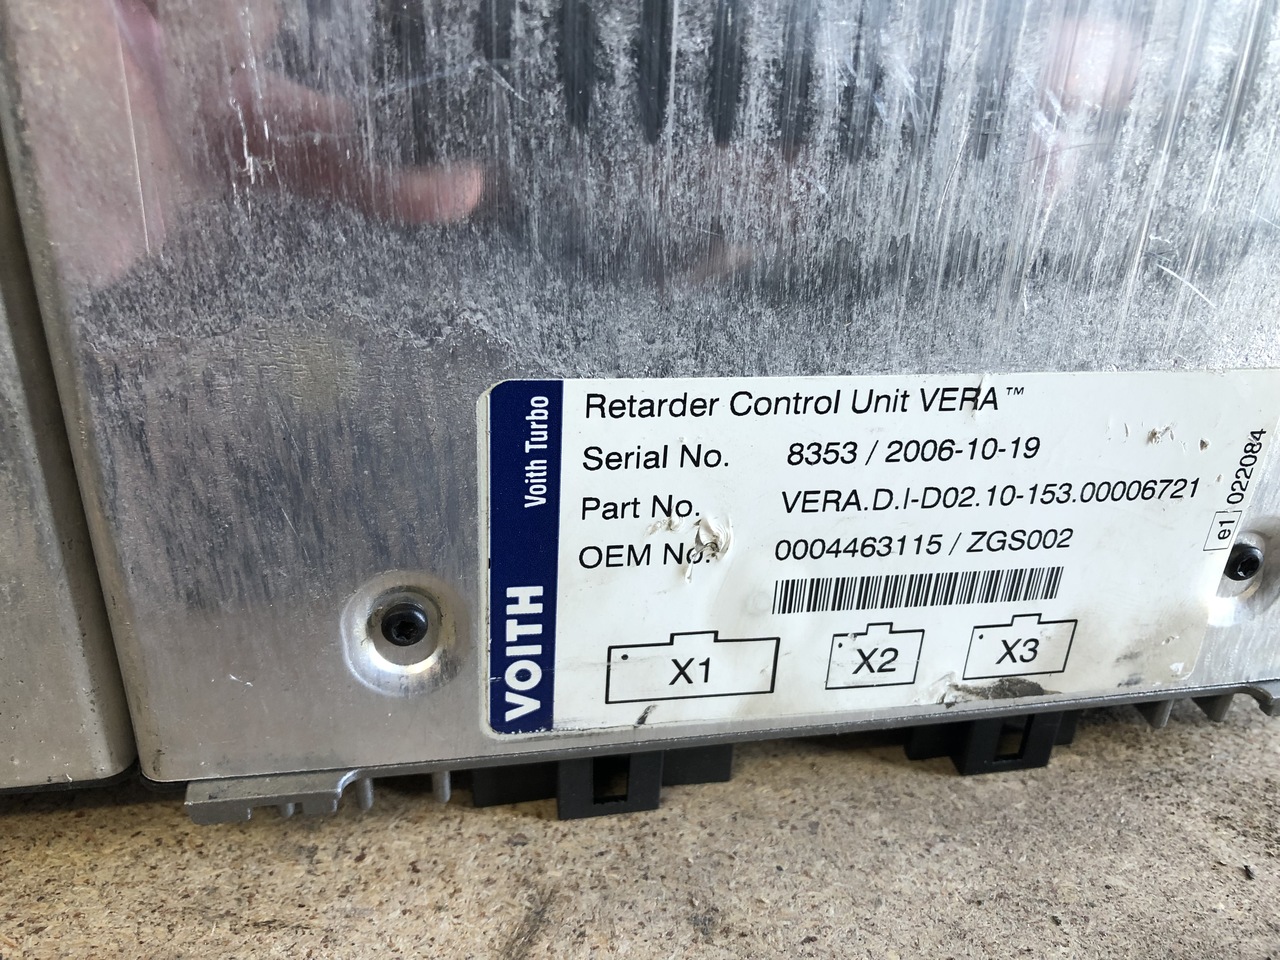 VOITH Voith Turbo
Retarder Control Unit VERA™
Serial No. 8353 / 2006-10-19
Part No. VERA.D.I-D02.10-153.00006721
OEM No. 0004463115 / ZGS002
X1 X2 X3
e1 022084